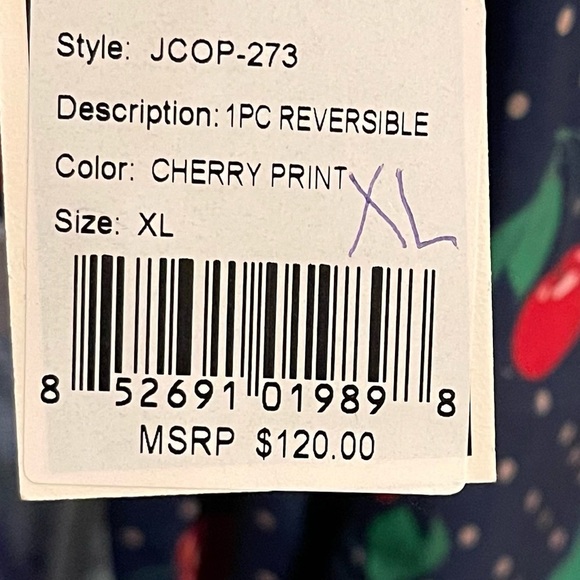 Style: JCOP-273
Description: 1PC REVERSIBLE
Color: CHERRY PRINT
XL
Size: XL
8 52691 01989 8
MSRP $120.00